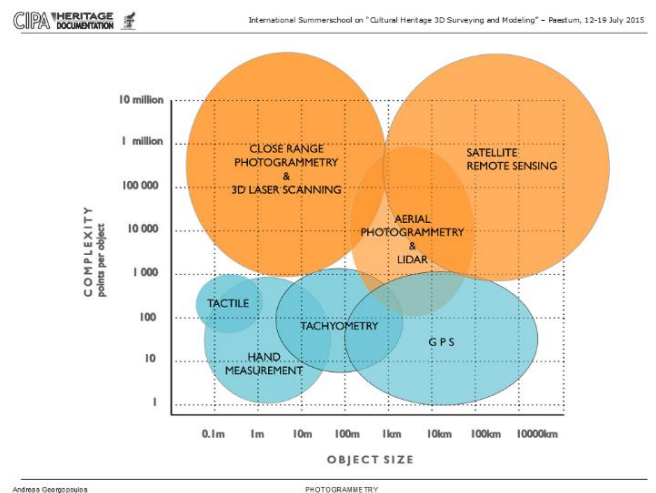 CIPA HERITAGE DOCUMENTATION
International Summerschool on "Cultural Heritage 3D Surveying and Modeling" – Paestum, 12-19 July 2015
10 million
1 million
100 000
10 000
1 000
100
10
1
COMPLEXITY
points per object
CLOSE RANGE
PHOTOGRAMMETRY
&
3D LASER SCANNING
SATELLITE
REMOTE SENSING
AERIAL
PHOTOGRAMMETRY
&
LIDAR
TACTILE
TACHYOMETRY
GPS
HAND
MEASUREMENT
0.1m 1m 10m 100m 1km 10km 100km 10000km
OBJECT SIZE
Andreas Georgopoulos PHOTOGRAMMETRY